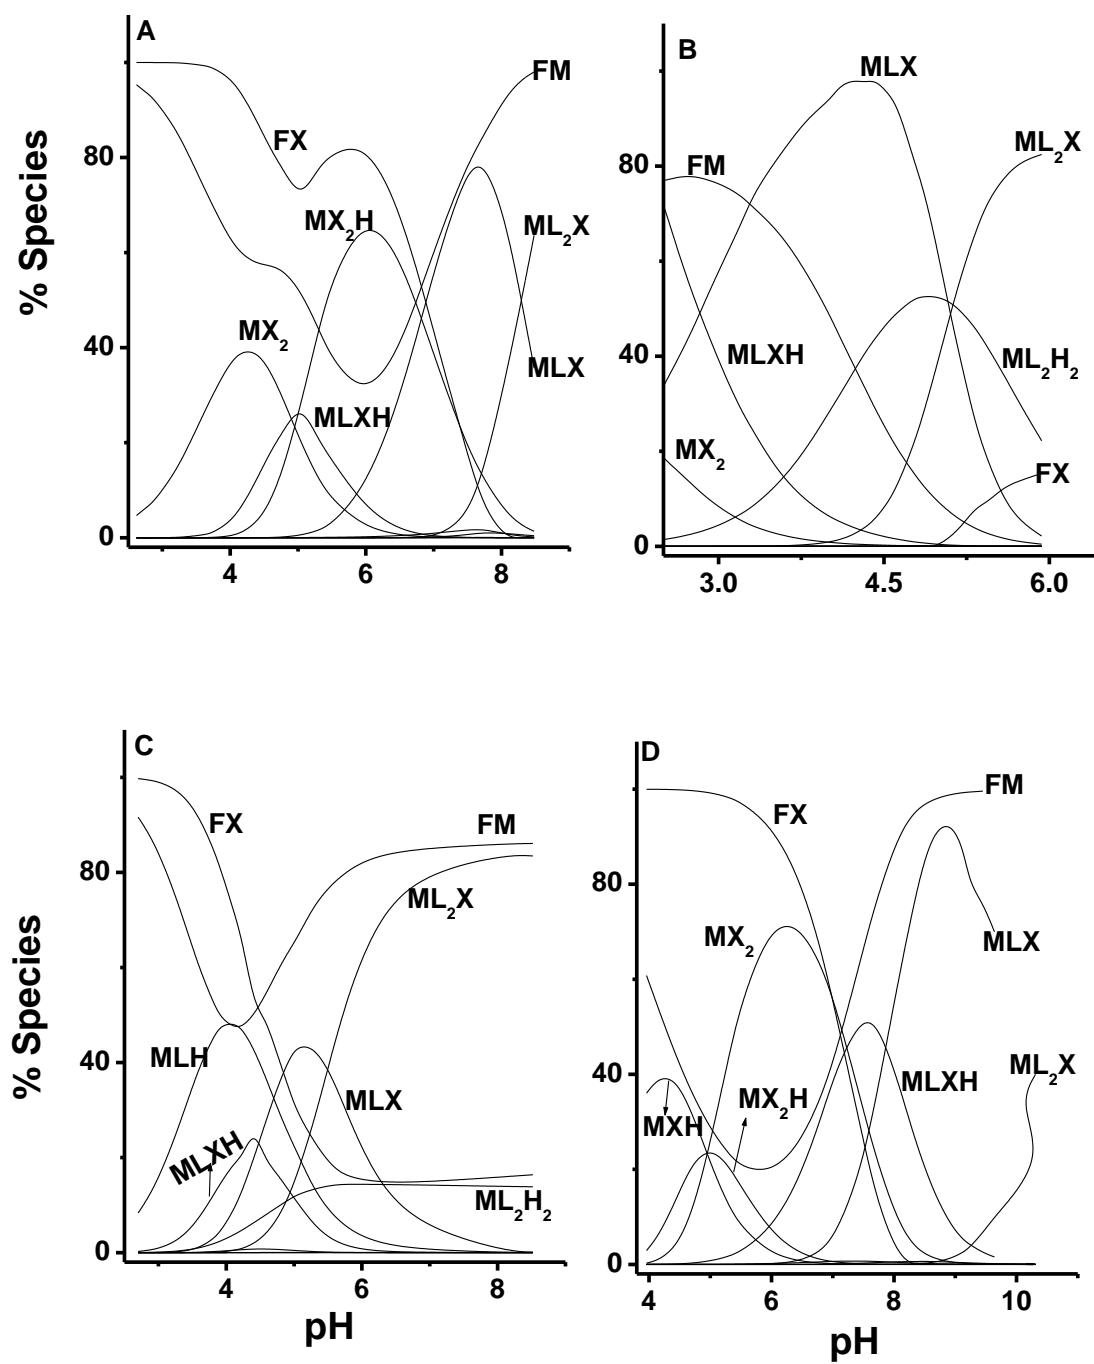 A
% Species
80
40
0
4
6
8
FX
FM
MX₂H
ML₂X
MX₂
MLXH
MLX
B
80
40
0
3.0
4.5
6.0
MLX
FM
ML₂X
MLXH
ML₂H₂
MX₂
FX
C
% Species
80
40
0
4
6
8
pH
FX
FM
ML₂X
MLH
MLX
MLXH
ML₂H₂
D
80
40
0
4
6
8
10
pH
FX
FM
MX₂
MLX
MXH
MX₂H
MLXH
ML₂X